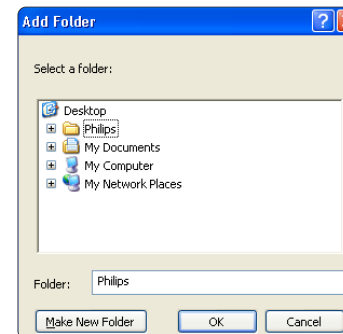 Add Folder
Select a folder:
Desktop
Philips
My Documents
My Computer
My Network Places
Folder: Philips
Make New Folder OK Cancel